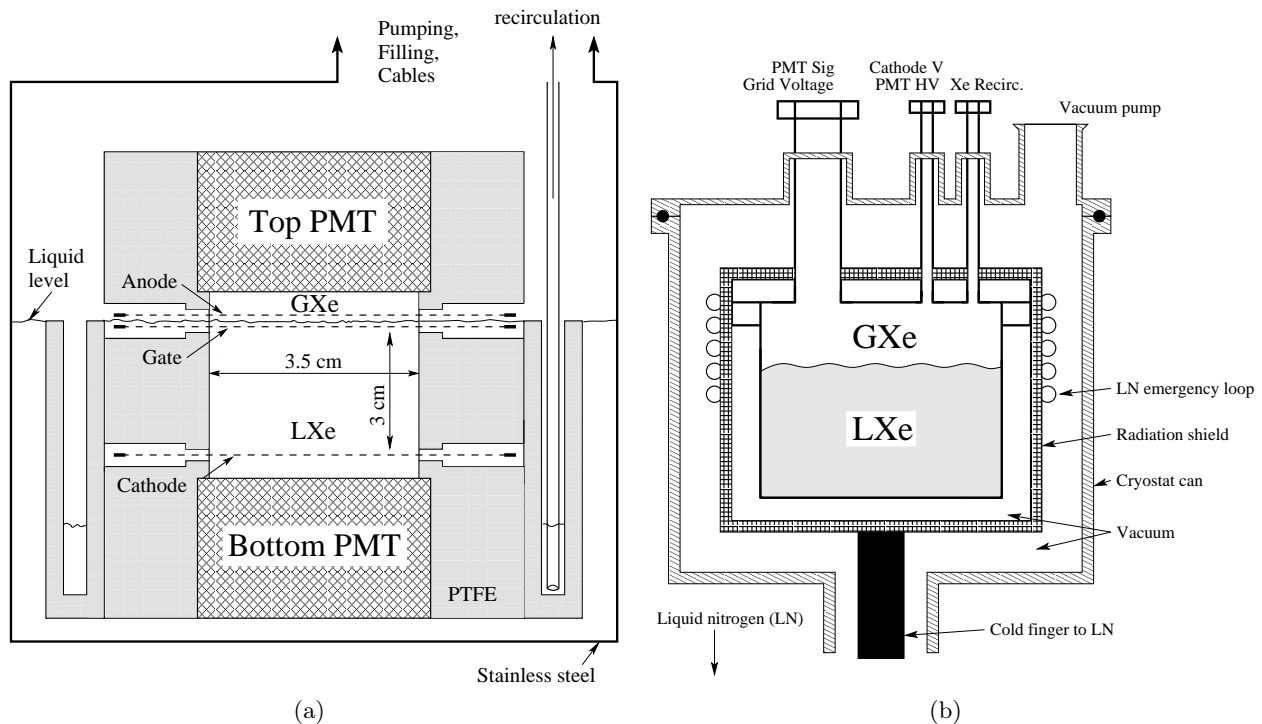 Pumping,
Filling,
Cables
recirculation
Top PMT
Liquid
level
Anode
GXe
Gate
3.5 cm
3 cm
LXe
Cathode
Bottom PMT
PTFE
Stainless steel
(a)
PMT Sig
Grid Voltage
Cathode V
PMT HV
Xe Recirc.
Vacuum pump
GXe
LXe
LN emergency loop
Radiation shield
Cryostat can
Vacuum
Liquid nitrogen (LN)
Cold finger to LN
(b)